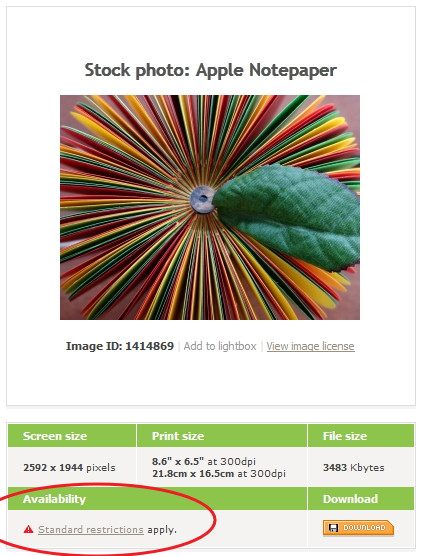 Stock photo: Apple Notepaper
Image ID: 1414869 | Add to lightbox | View image license
Screen size Print size File size
2592 x 1944 pixels 8.6" x 6.5" at 300dpi 3483 Kbytes
21.8cm x 16.5cm at 300dpi
Availability Download
Standard restrictions apply. DOWNLOAD